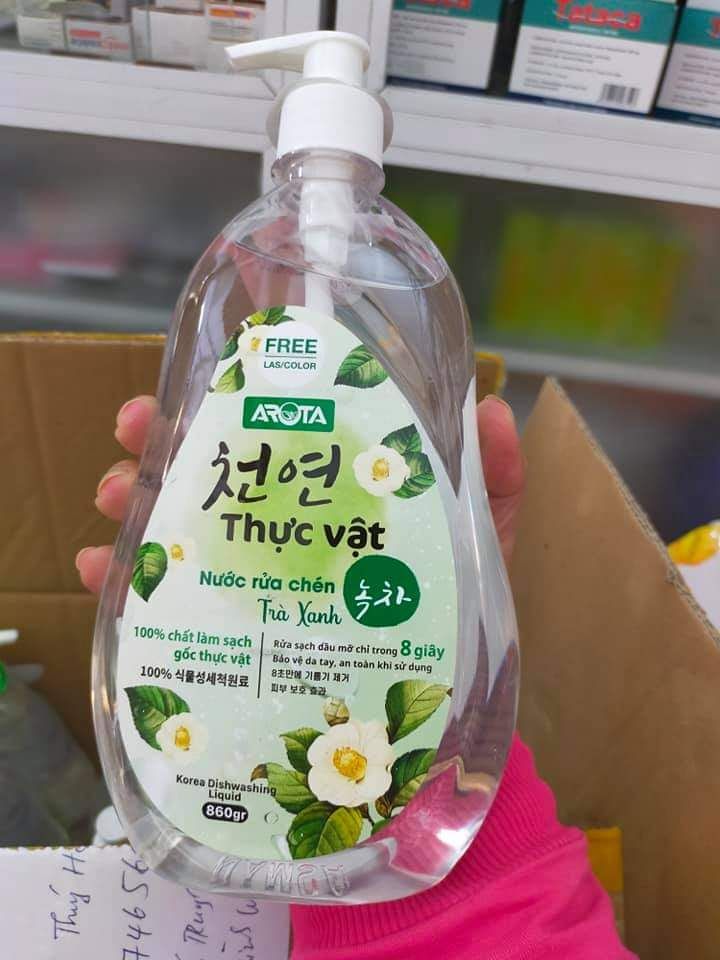 Tetaca
FREE
LAS/COLOR
AROTA
천연
Thực vật
Nước rửa chén
Trà Xanh
녹차
100% chất làm sạch
gốc thực vật
100% 식물성세척원료
Rửa sạch dầu mỡ chỉ trong 8 giây
Bảo vệ da tay, an toàn khi sử dụng
8초만에 기름기 제거
피부 보호 효과
Korea Dishwashing
Liquid
860gr
Thúy